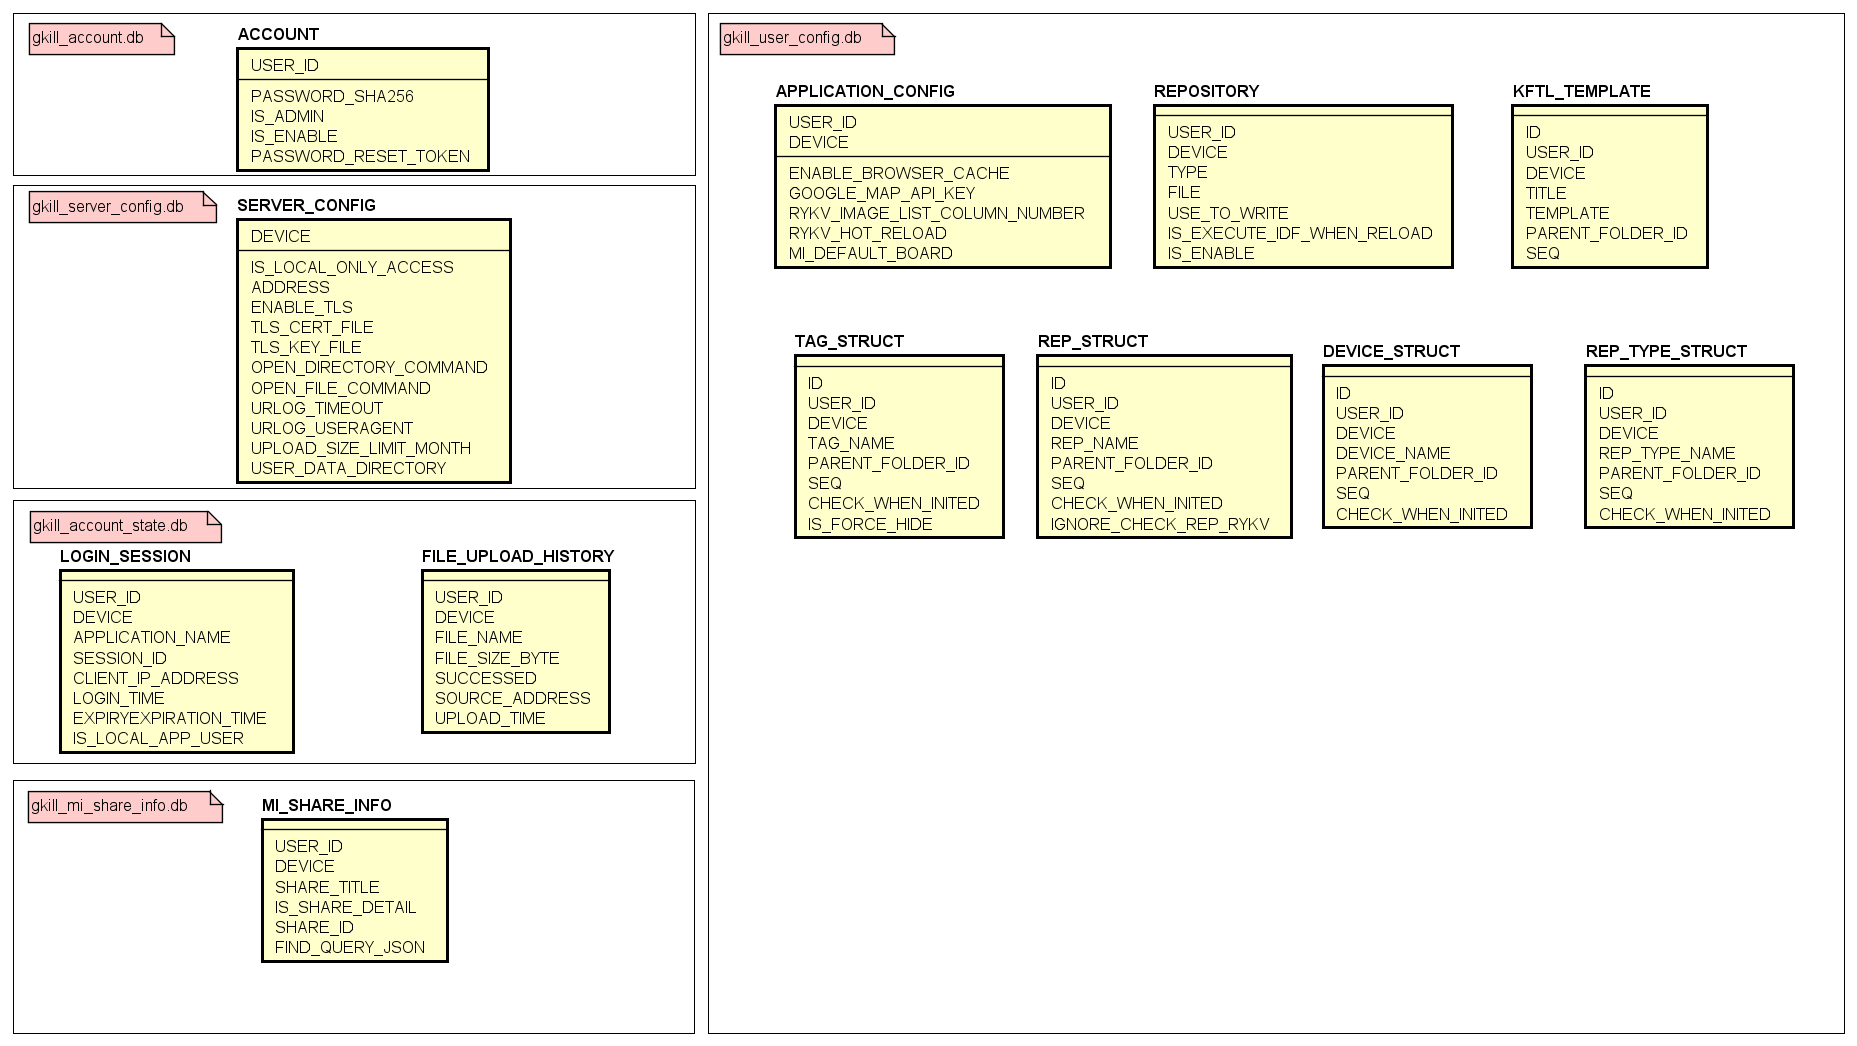 gkill_account.db
ACCOUNT
USER_ID
PASSWORD_SHA256
IS_ADMIN
IS_ENABLE
PASSWORD_RESET_TOKEN
gkill_server_config.db
SERVER_CONFIG
DEVICE
IS_LOCAL_ONLY_ACCESS
ADDRESS
ENABLE_TLS
TLS_CERT_FILE
TLS_KEY_FILE
OPEN_DIRECTORY_COMMAND
OPEN_FILE_COMMAND
URLOG_TIMEOUT
URLOG_USERAGENT
UPLOAD_SIZE_LIMIT_MONTH
USER_DATA_DIRECTORY
gkill_account_state.db
LOGIN_SESSION
USER_ID
DEVICE
APPLICATION_NAME
SESSION_ID
CLIENT_IP_ADDRESS
LOGIN_TIME
EXPIRYEXPIRATION_TIME
IS_LOCAL_APP_USER
FILE_UPLOAD_HISTORY
USER_ID
DEVICE
FILE_NAME
FILE_SIZE_BYTE
SUCCESSED
SOURCE_ADDRESS
UPLOAD_TIME
gkill_mi_share_info.db
MI_SHARE_INFO
USER_ID
DEVICE
SHARE_TITLE
IS_SHARE_DETAIL
SHARE_ID
FIND_QUERY_JSON
gkill_user_config.db
APPLICATION_CONFIG
USER_ID
DEVICE
ENABLE_BROWSER_CACHE
GOOGLE_MAP_API_KEY
RYKV_IMAGE_LIST_COLUMN_NUMBER
RYKV_HOT_RELOAD
MI_DEFAULT_BOARD
REPOSITORY
USER_ID
DEVICE
TYPE
FILE
USE_TO_WRITE
IS_EXECUTE_IDF_WHEN_RELOAD
IS_ENABLE
KFTL_TEMPLATE
ID
USER_ID
DEVICE
TITLE
TEMPLATE
PARENT_FOLDER_ID
SEQ
TAG_STRUCT
ID
USER_ID
DEVICE
TAG_NAME
PARENT_FOLDER_ID
SEQ
CHECK_WHEN_INITED
IS_FORCE_HIDE
REP_STRUCT
ID
USER_ID
DEVICE
REP_NAME
PARENT_FOLDER_ID
SEQ
CHECK_WHEN_INITED
IGNORE_CHECK_REP_RYKV
DEVICE_STRUCT
ID
USER_ID
DEVICE
DEVICE_NAME
PARENT_FOLDER_ID
SEQ
CHECK_WHEN_INITED
REP_TYPE_STRUCT
ID
USER_ID
DEVICE
REP_TYPE_NAME
PARENT_FOLDER_ID
SEQ
CHECK_WHEN_INITED